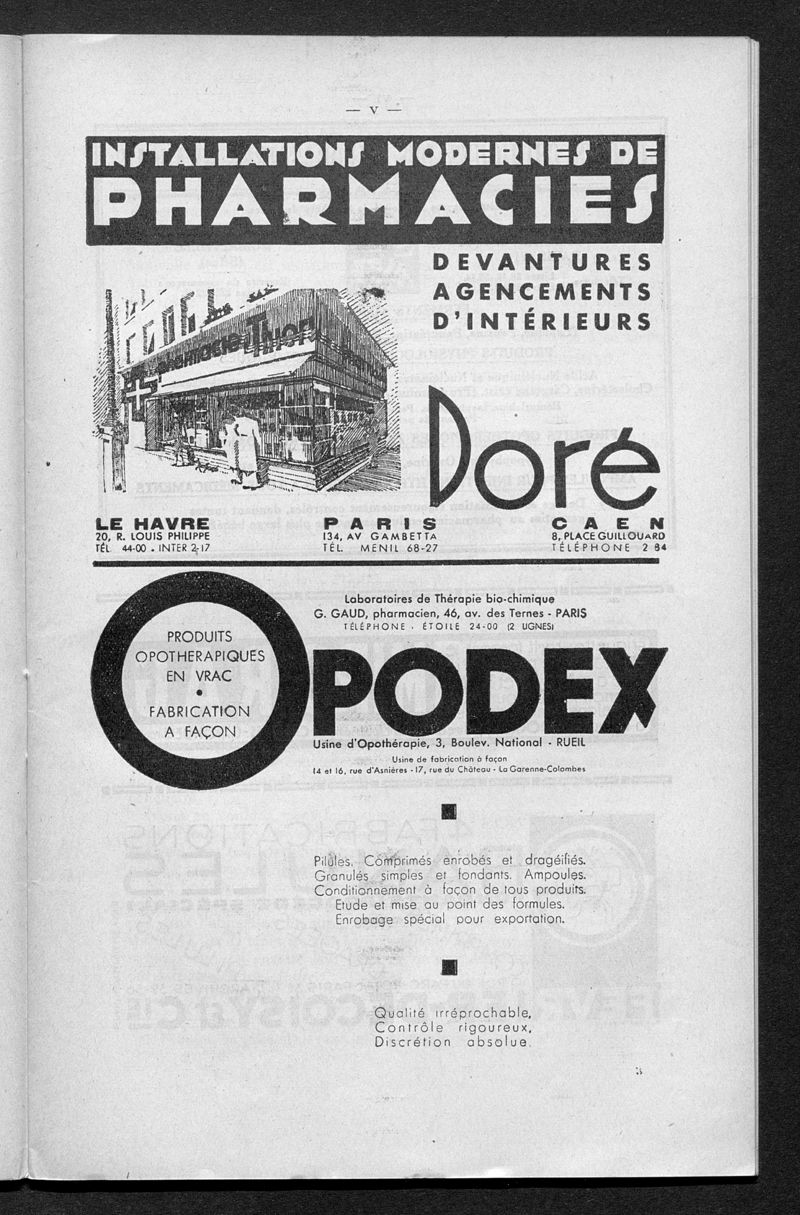 — V —
INSTALLATIONS MODERNES DE
PHARMACIES
DEVANTURES
AGENCEMENTS
D'INTÉRIEURS
pharmacie
Doré
LE HAVRE
20, R. LOUIS PHILIPPE
TÉL. 44-00 - INTER 2-17
PARIS
134, AV GAMBETTA
TÉL. MENIL 68-27
CAEN
8, PLACE GUILLOUARD
TÉLÉPHONE 2 84
Laboratoires de Thérapie bio-chimique
G. GAUD, pharmacien, 46, av. des Ternes - PARIS
TÉLÉPHONE . ÉTOILE 24-00 (2 LIGNES)
PRODUITS
OPOTHERAPIQUES
EN VRAC
•
FABRICATION
A FAÇON
OPODEX
Usine d'Opothérapie, 3, Boulev. National - RUEIL
Usine de fabrication à façon
14 et 16, rue d'Asnières - 17, rue du Château - La Garenne-Colombes
Pilules. Comprimés enrobés et dragéifiés.
Granulés simples et fondants. Ampoules.
Conditionnement à façon de tous produits.
Etude et mise au point des formules.
Enrobage spécial pour exportation.
Qualité irréprochable,
Contrôle rigoureux,
Discrétion absolue.